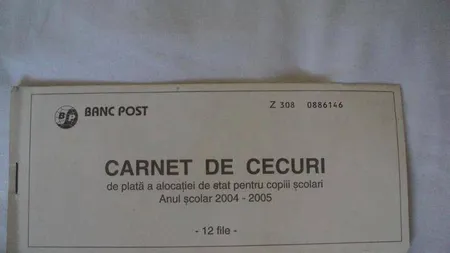 BP BANC POST Z 308 0886146
CARNET DE CECURI
de plată a alocației de stat pentru copiii școlari
Anul școlar 2004 - 2005
- 12 file -